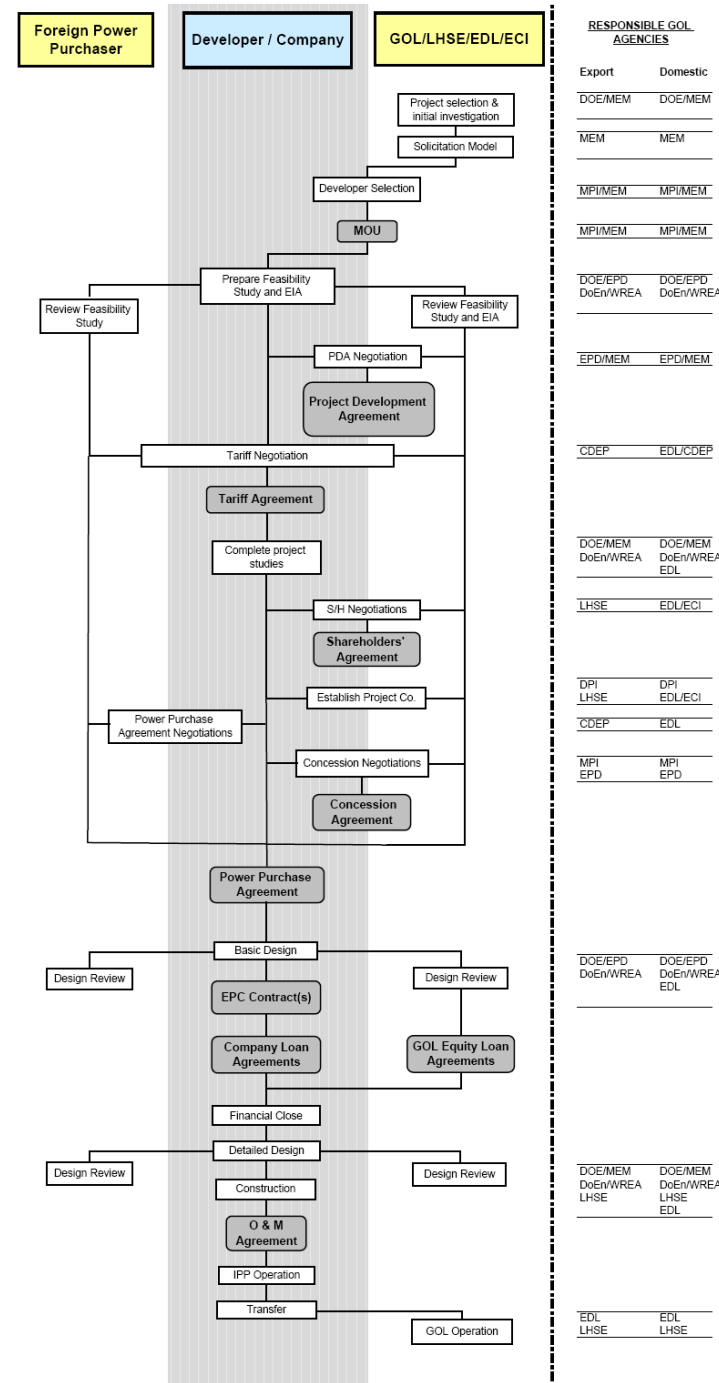 Foreign Power
Purchaser
Developer / Company
GOL/LHSE/EDL/ECI
RESPONSIBLE GOL
AGENCIES
Export Domestic
Project selection &
initial investigation
DOE/MEM DOE/MEM
Solicitation Model
MEM MEM
Developer Selection
MPI/MEM MPI/MEM
MOU
MPI/MEM MPI/MEM
Prepare Feasibility
Study and EIA
Review Feasibility
Study
Review Feasibility
Study and EIA
DOE/EPD DOE/EPD
DoEn/WREA DoEn/WREA
PDA Negotiation
EPD/MEM EPD/MEM
Project Development
Agreement
Tariff Negotiation
CDEP EDL/CDEP
Tariff Agreement
Complete project
studies
DOE/MEM DOE/MEM
DoEn/WREA DoEn/WREA
EDL
S/H Negotiations
LHSE EDL/ECI
Shareholders'
Agreement
Establish Project Co.
DPI DPI
LHSE EDL/ECI
Power Purchase
Agreement Negotiations
CDEP EDL
Concession Negotiations
MPI MPI
EPD EPD
Concession
Agreement
Power Purchase
Agreement
Basic Design
Design Review
Design Review
DOE/EPD DOE/EPD
DoEn/WREA DoEn/WREA
EDL
EPC Contract(s)
Company Loan
Agreements
GOL Equity Loan
Agreements
Financial Close
Detailed Design
Design Review
Design Review
DOE/MEM DOE/MEM
DoEn/WREA DoEn/WREA
LHSE LHSE
EDL
Construction
O & M
Agreement
IPP Operation
Transfer
GOL Operation
EDL EDL
LHSE LHSE